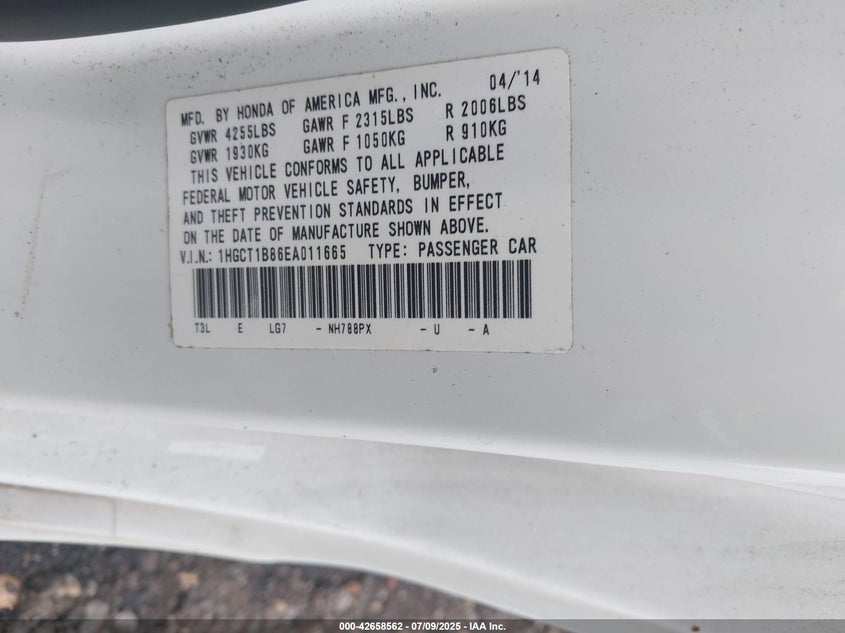 04/'14
MFD. BY HONDA OF AMERICA MFG., INC.
GVWR 4255LBS GAWR F 2315LBS R 2006LBS
GVWR 1930KG GAWR F 1050KG R 910KG
THIS VEHICLE CONFORMS TO ALL APPLICABLE
FEDERAL MOTOR VEHICLE SAFETY, BUMPER,
AND THEFT PREVENTION STANDARDS IN EFFECT
ON THE DATE OF MANUFACTURE SHOWN ABOVE.
V.I.N.: 1HGCT1B86EA011665 TYPE: PASSENGER CAR
T3L E LG7 - NH788PX - U - A
000-42658562 - 07/09/2025 - IAA Inc.